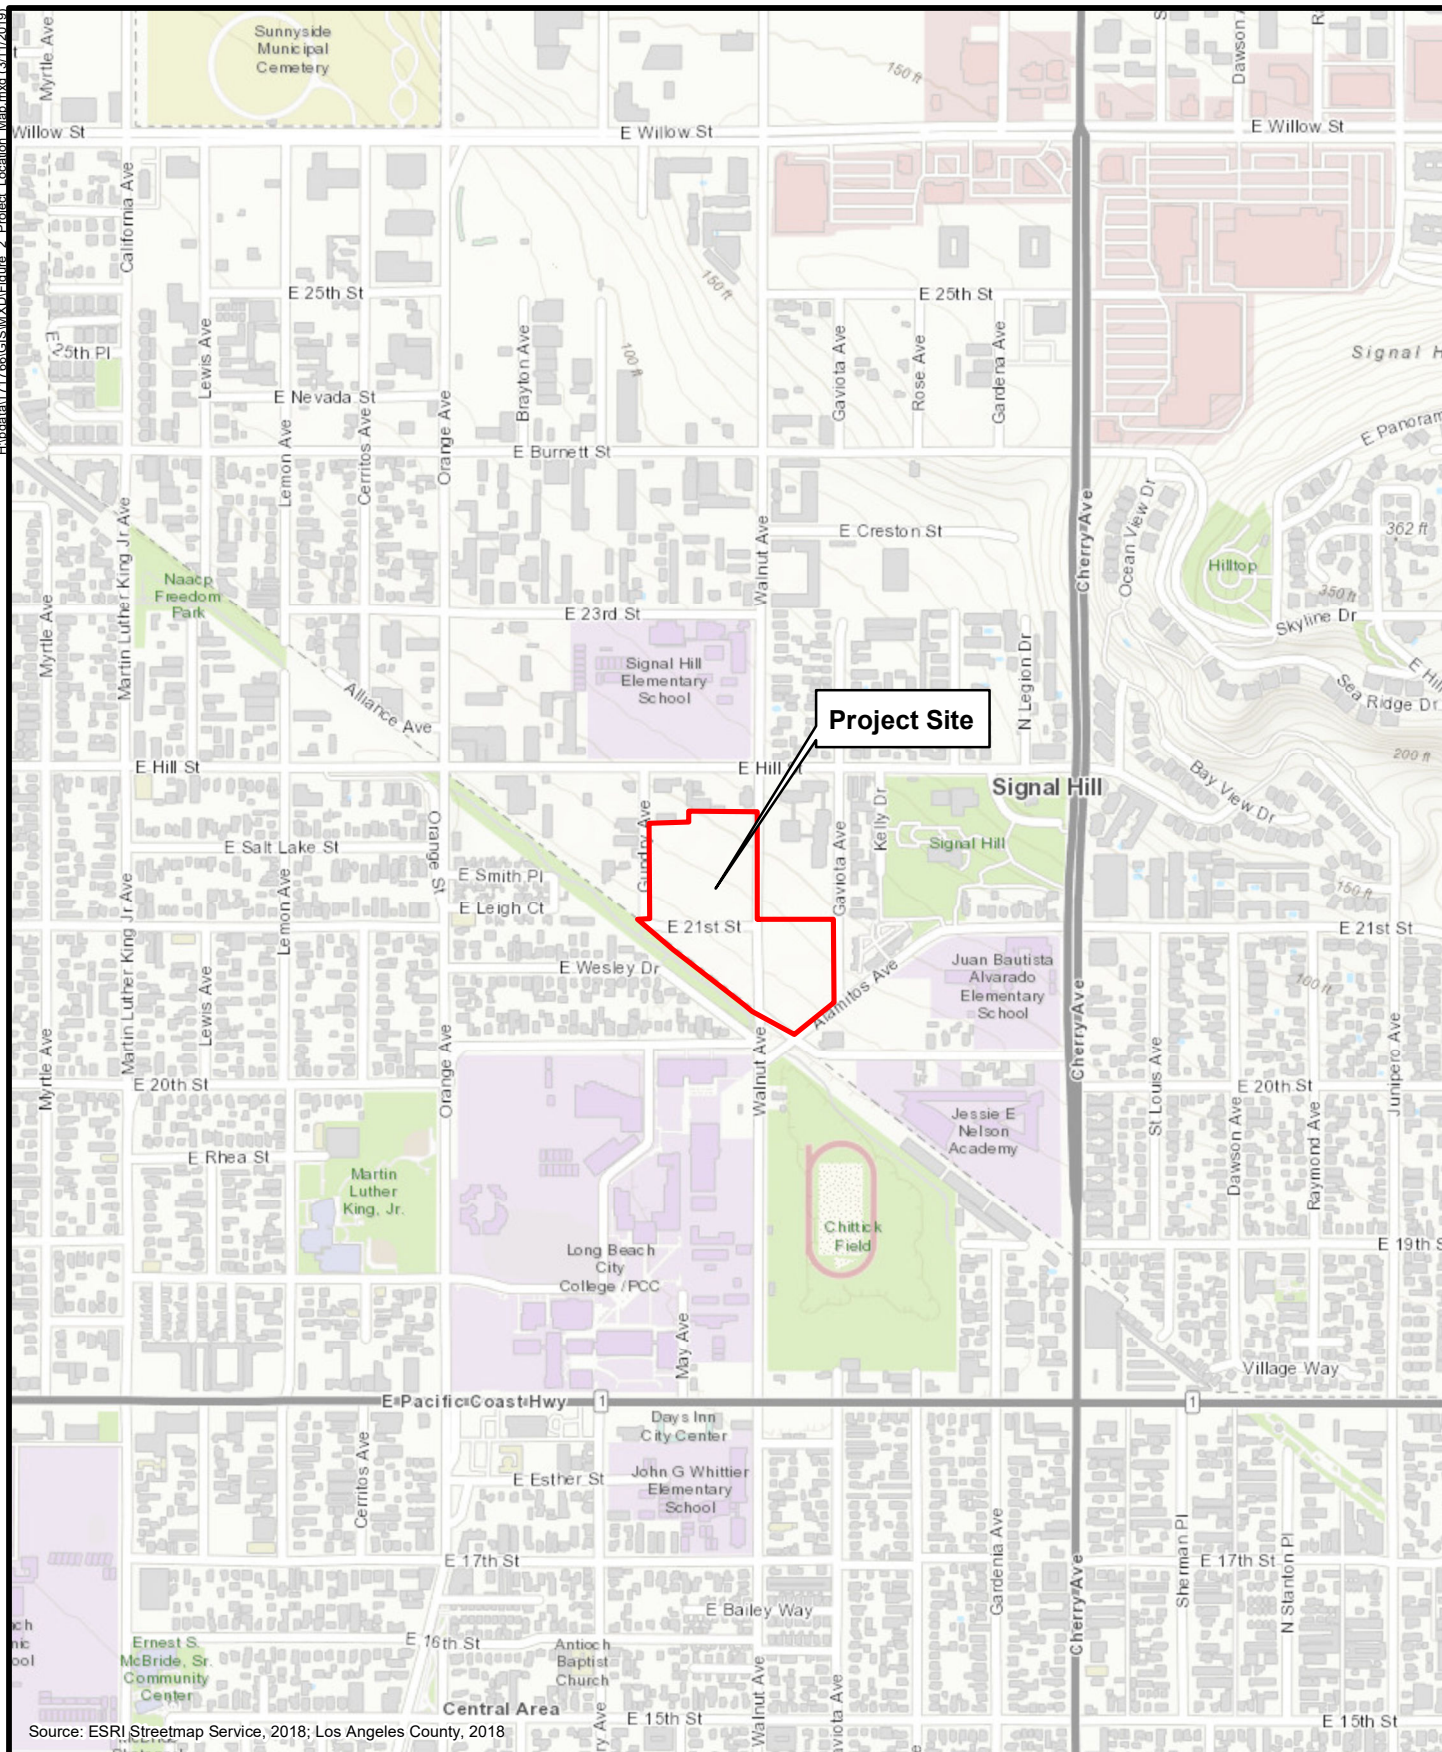 Sunnyside
Municipal
Cemetery
Myrtle Ave
Dawson A
150 ft
Willow St
E Willow St
E Willow St
California Ave
150 ft
E 25th St
E 25th St
E 25th Pl
Lewis Ave
Brayton Ave
100 ft
Gaviota Ave
Rose Ave
Gardena Ave
Signal H
E Nevada St
Lemon Ave
Cerritos Ave
Orange Ave
E Burnett St
E Panoram
Martin Luther King Jr Ave
Walnut Ave
E Creston St
Cherry Ave
Ocean View Dr
362 ft
Hilltop
350 ft
Skyline Dr
Naacp
Freedom
Park
E 23rd St
Myrtle Ave
Signal Hill
Elementary
School
N Legion Dr
E Hil
Sea Ridge Dr
Alliance Ave
Project Site
200 ft
E Hill St
E Hill St
Signal Hill
Bay View Dr
Orange St
Gundry Ave
Gaviota Ave
Kelly Dr
Signal Hill
E Salt Lake St
E Smith Pl
E Leigh Ct
150 ft
Martin Luther King Jr Ave
Lemon Ave
E 21st St
E 21st St
E Wesley Dr
Lewis Ave
Alamitos Ave
Juan Bautista
Alvarado
Elementary
School
100 ft
Cherry Ave
Myrtle Ave
Orange Ave
Walnut Ave
St Louis Ave
Junipero Ave
E 20th St
E 20th St
Dawson Ave
Raymond Ave
Jessie E
Nelson
Academy
E Rhea St
Martin
Luther
King, Jr.
Chittick
Field
Long Beach
City
College / PCC
E 19th S
May Ave
Village Way
E Pacific Coast Hwy
1
1
Days Inn
City Center
Cerritos Ave
E Esther St
John G Whittier
Elementary
School
Gardenia Ave
Cherry Ave
Sherman Pl
N Stanton Pl
E 17th St
E 17th St
E Bailey Way
E 16th St
Ernest S.
McBride, Sr.
Community
Center
Antioch
Baptist
Church
Walnut Ave
viota Ave
Central Area
ry Ave
E 15th St
E 15th St
Source: ESRI Streetmap Service, 2018; Los Angeles County, 2018